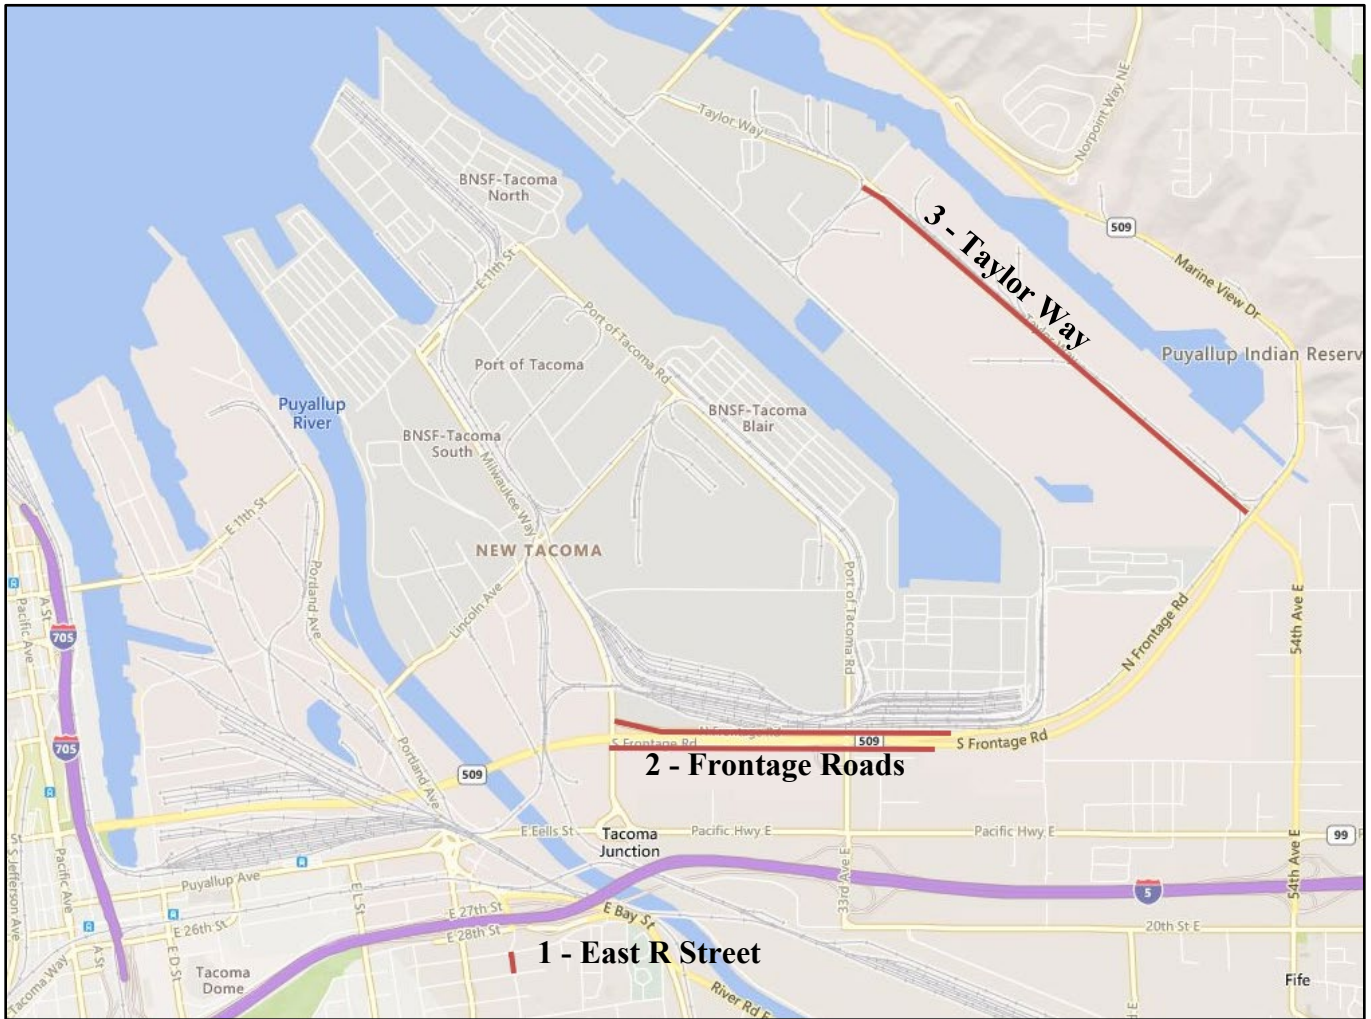 Taylor Way
Norpoint Way NE
BNSF-Tacoma
North
509
3 - Taylor Way
Marine View Dr
E 11th St
Port of Tacoma Rd
Taylor Way
Puyallup Indian Reserv
Port of Tacoma
Puyallup
River
BNSF-Tacoma
Blair
BNSF-Tacoma
South
Milwaukee Way
E 11th St
NEW TACOMA
Portland Ave
Lincoln Ave
Port of Tacoma Rd
N Frontage Rd
54th Ave E
A St
Pacific Ave
705
705
N Frontage Rd
S Frontage Rd
509
S Frontage Rd
2 - Frontage Roads
Portland Ave
509
E Eells St
Tacoma
Junction
Pacific Hwy E
Pacific Hwy E
99
S Jefferson Ave
Pacific Ave
Puyallup Ave
E L St
33rd Ave E
54th Ave E
5
E 27th St
E Bay St
E 26th St
E 28th St
20th St E
1 - East R Street
Tacoma Way
A St
E D St
Tacoma
Dome
River Rd E
Fife